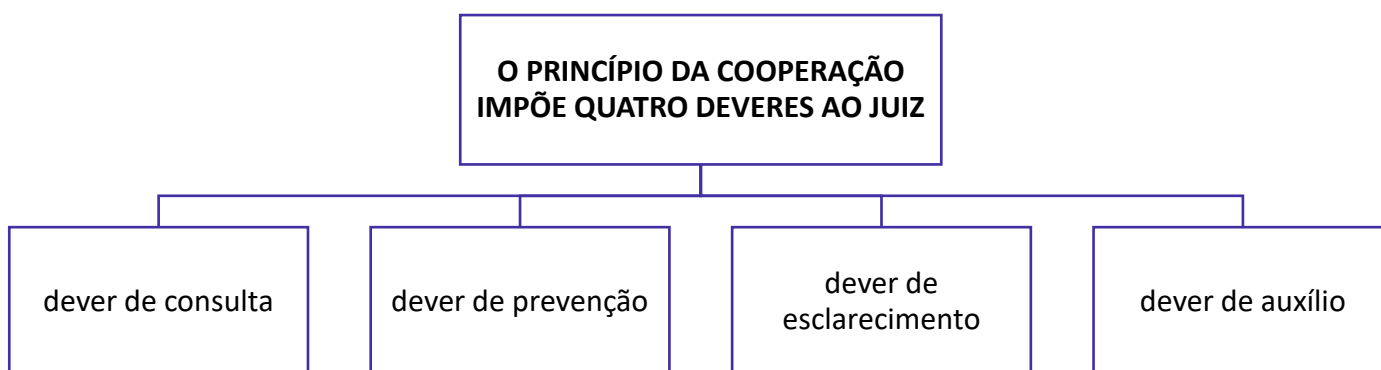 O PRINCÍPIO DA COOPERAÇÃO
IMPÕE QUATRO DEVERES AO JUIZ
dever de consulta
dever de prevenção
dever de
esclarecimento
dever de auxílio